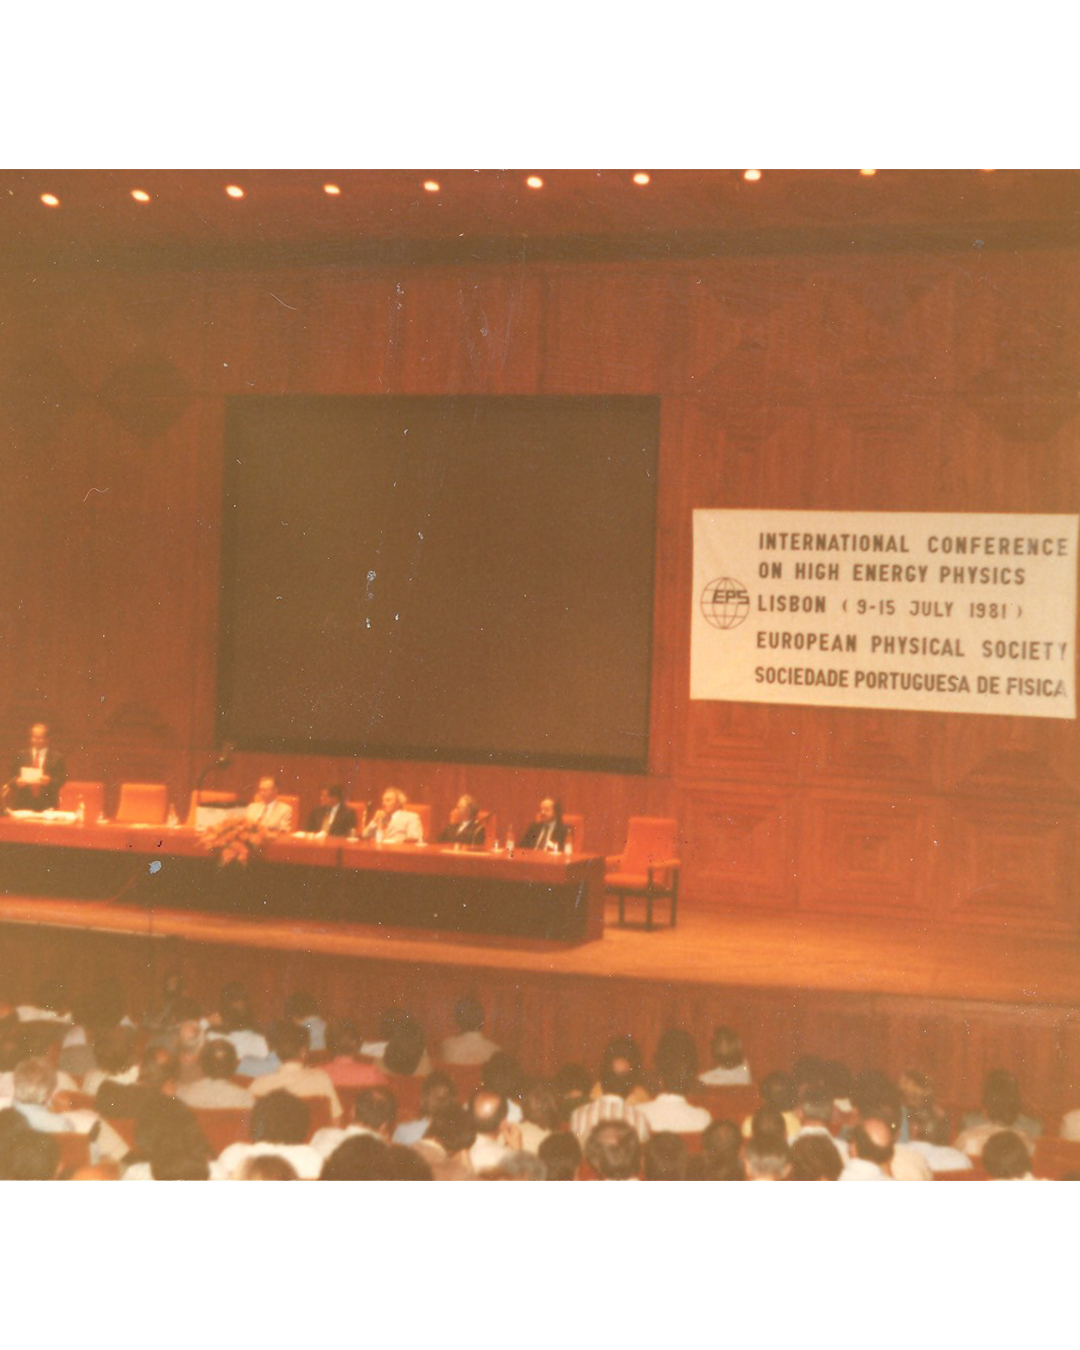 INTERNATIONAL CONFERENCE
ON HIGH ENERGY PHYSICS
EPS
LISBON (9-15 JULY 1981)
EUROPEAN PHYSICAL SOCIETY
SOCIEDADE PORTUGUESA DE FISICA